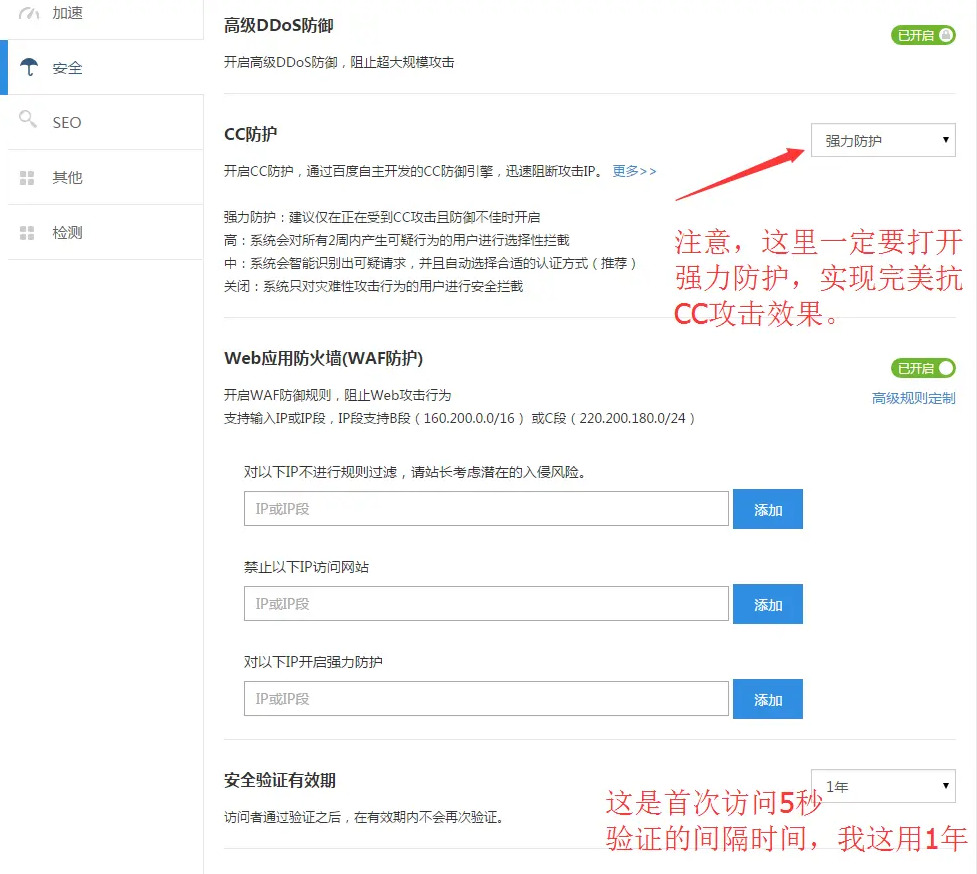 加速
安全
SEO
其他
检测
高级DDoS防御
已开启
开启高级DDoS防御，阻止超大规模攻击
CC防护
强力防护
开启CC防护，通过百度自主开发的CC防御引擎，迅速阻断攻击IP。 更多>>
强力防护：建议仅在正在受到CC攻击且防御不佳时开启
高：系统会对所有2周内产生可疑行为的用户进行选择性拦截
中：系统会智能识别出可疑请求，并且自动选择合适的认证方式（推荐）
关闭：系统只对灾难性攻击行为的用户进行安全拦截
注意，这里一定要打开
强力防护，实现完美抗
CC攻击效果。
Web应用防火墙(WAF防护)
已开启
开启WAF防御规则，阻止Web攻击行为
高级规则定制
支持输入IP或IP段，IP段支持B段（160.200.0.0/16）或C段（220.200.180.0/24）
对以下IP不进行规则过滤，请站长考虑潜在的入侵风险。
IP或IP段
添加
禁止以下IP访问网站
IP或IP段
添加
对以下IP开启强力防护
IP或IP段
添加
安全验证有效期
1年
访问者通过验证之后，在有效期内不会再次验证。
这是首次访问5秒
验证的间隔时间，我这用1年